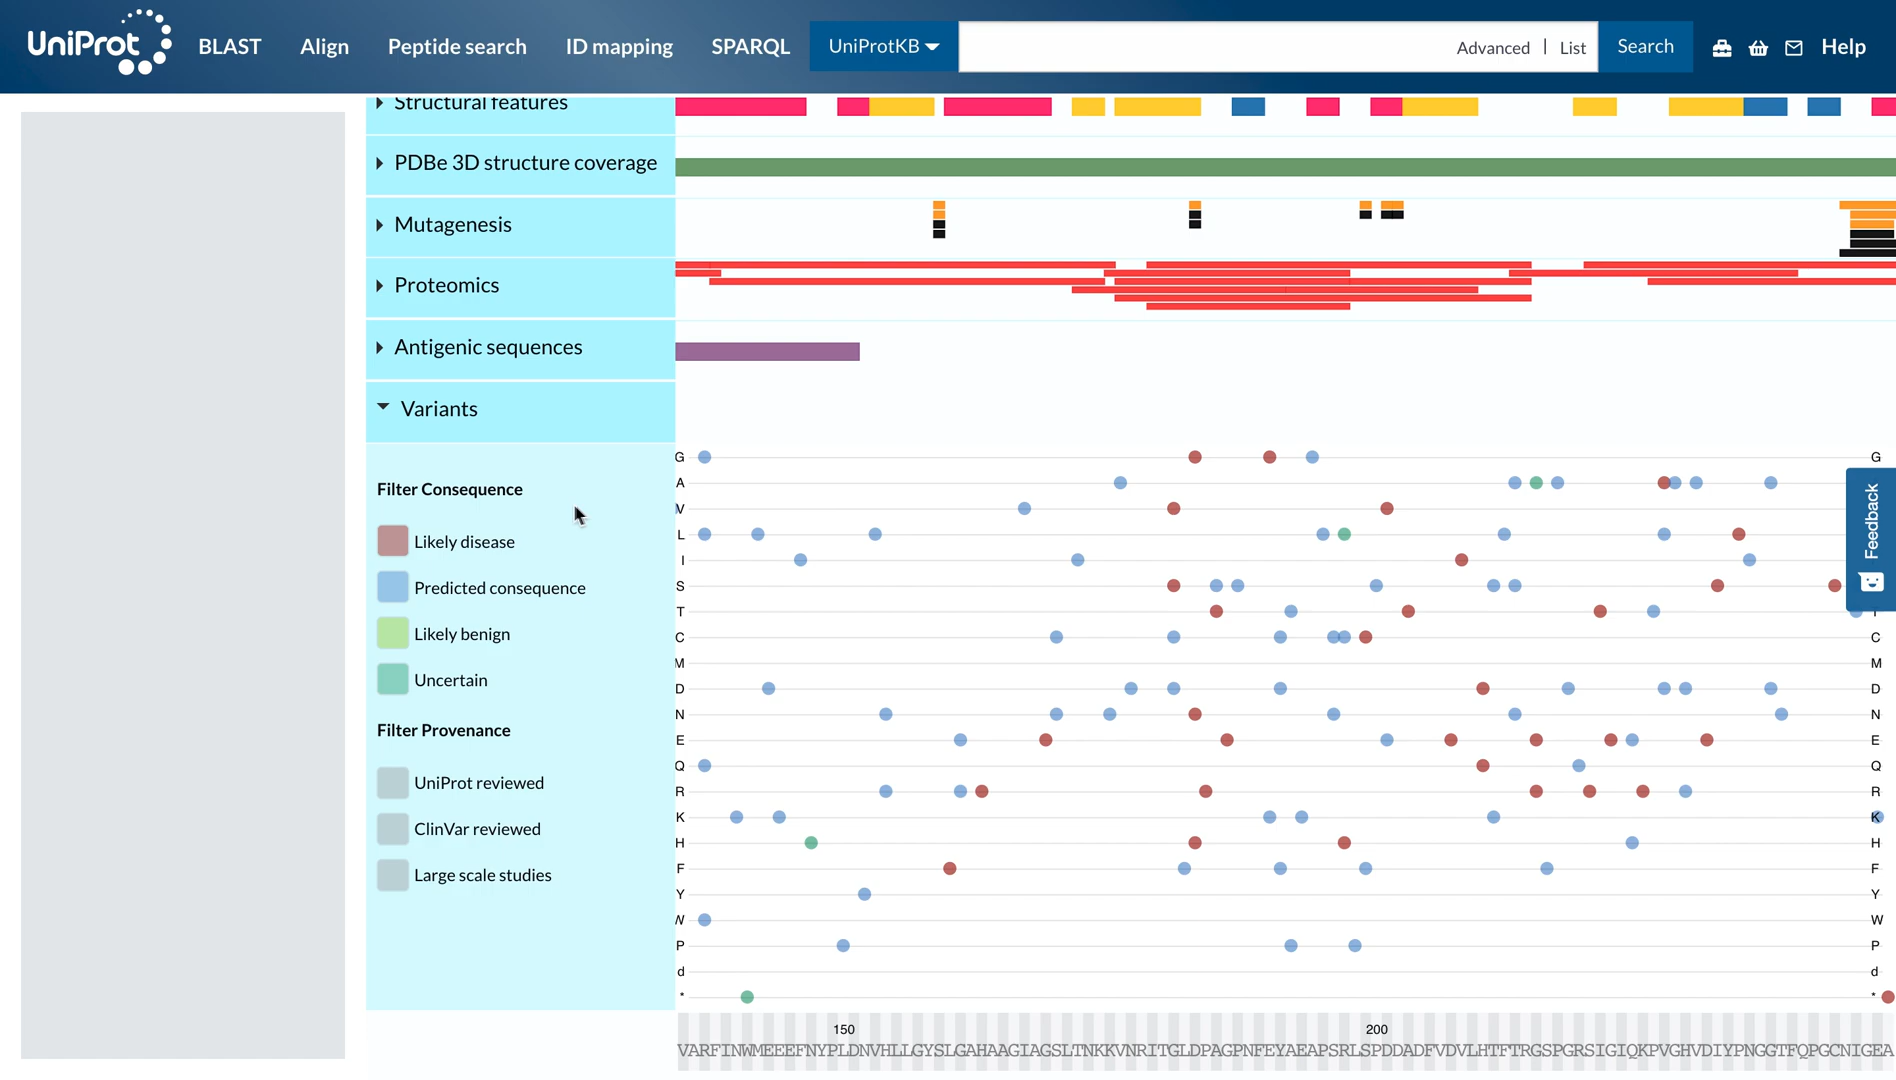 UniProt BLAST Align Peptide search ID mapping SPARQL UniProtKB Advanced | List Search Help
Structural features
PDBe 3D structure coverage
Mutagenesis
Proteomics
Antigenic sequences
Variants
Filter Consequence
Likely disease
Predicted consequence
Likely benign
Uncertain
Filter Provenance
UniProt reviewed
ClinVar reviewed
Large scale studies
G G
A
V
L
I
S
T
C C
M M
D D
N N
E E
Q Q
R R
K K
H H
F F
Y Y
W W
P P
d d
* *
Feedback
150 200
VARFINWMEEEFNYPLDNVHLLGYSLGAHAAGIAGSLTNKKVNRITGLDPAGPNFEYAEAPSRLSPDDADFVDVLHTFTRGSPGRSIGIQKPVGHVDIYPNGGTFQPGCNIGEA